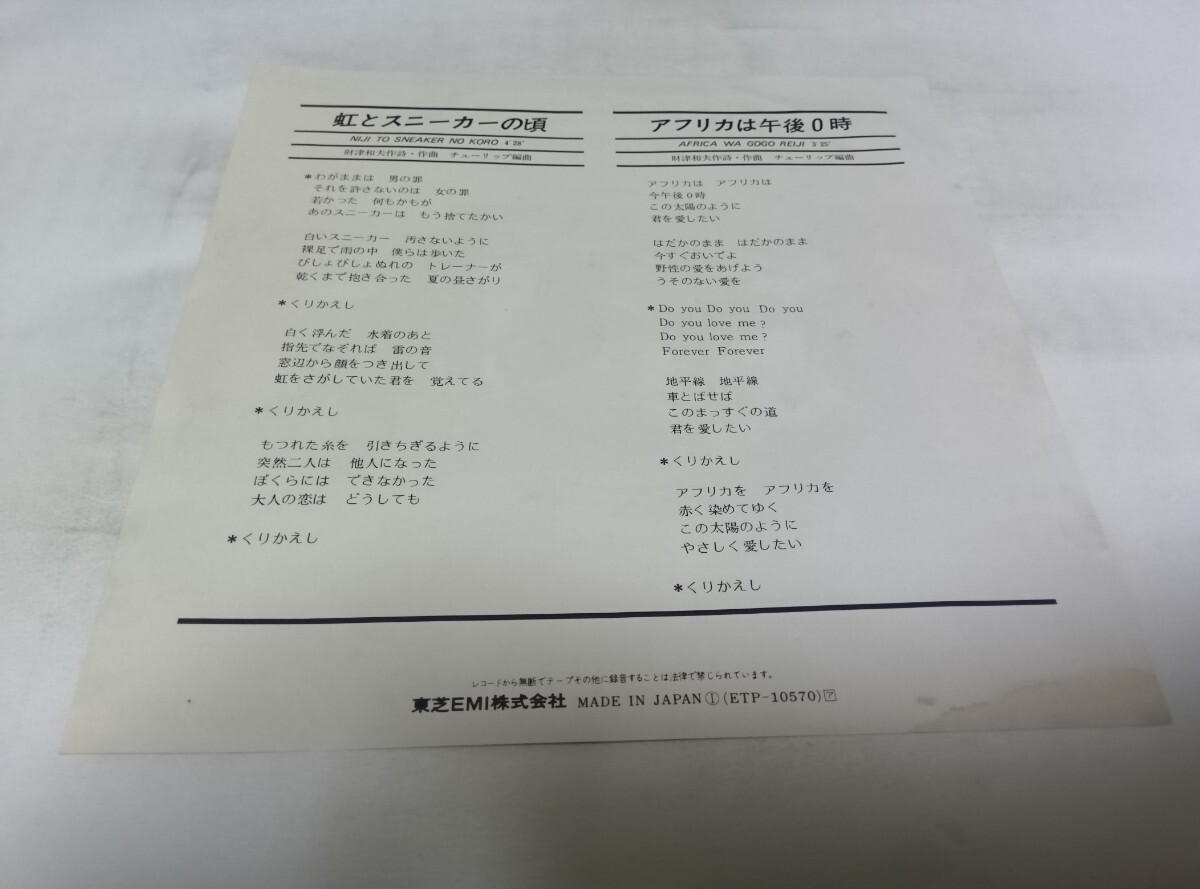 虹とスニーカーの頃
NIJI TO SNEAKER NO KORO 4'28"
財津和夫作詩・作曲　チューリップ編曲
*わがままは　男の罪
それを許さないのは　女の罪
若かった　何もかもが
あのスニーカーは　もう捨てたかい
白いスニーカー　汚さないように
裸足で雨の中　僕らは歩いた
びしょびしょぬれの　トレーナーが
乾くまで抱き合った　夏の昼さがり
*くりかえし
白く浮んだ　水着のあと
指先でなぞれば　雷の音
窓辺から顔をつき出して
虹をさがしていた君を　覚えてる
*くりかえし
もつれた糸を　引きちぎるように
突然二人は　他人になった
ぼくらには　できなかった
大人の恋は　どうしても
*くりかえし
アフリカは午後0時
AFRICA WA GOGO REIJI 3'25"
財津和夫作詩・作曲　チューリップ編曲
アフリカは　アフリカは
今午後0時
この太陽のように
君を愛したい
はだかのまま　はだかのまま
今すぐおいでよ
野性の愛をあげよう
うそのない愛を
*Do you Do you Do you
Do you love me?
Do you love me?
Forever Forever
地平線　地平線
車とばせば
このまっすぐの道
君を愛したい
*くりかえし
アフリカを　アフリカを
赤く染めてゆく
この太陽のように
やさしく愛したい
*くりかえし
レコードから無断でテープその他に録音することは法律で禁じられています。
東芝EMI株式会社 MADE IN JAPAN ① (ETP-10570) ア